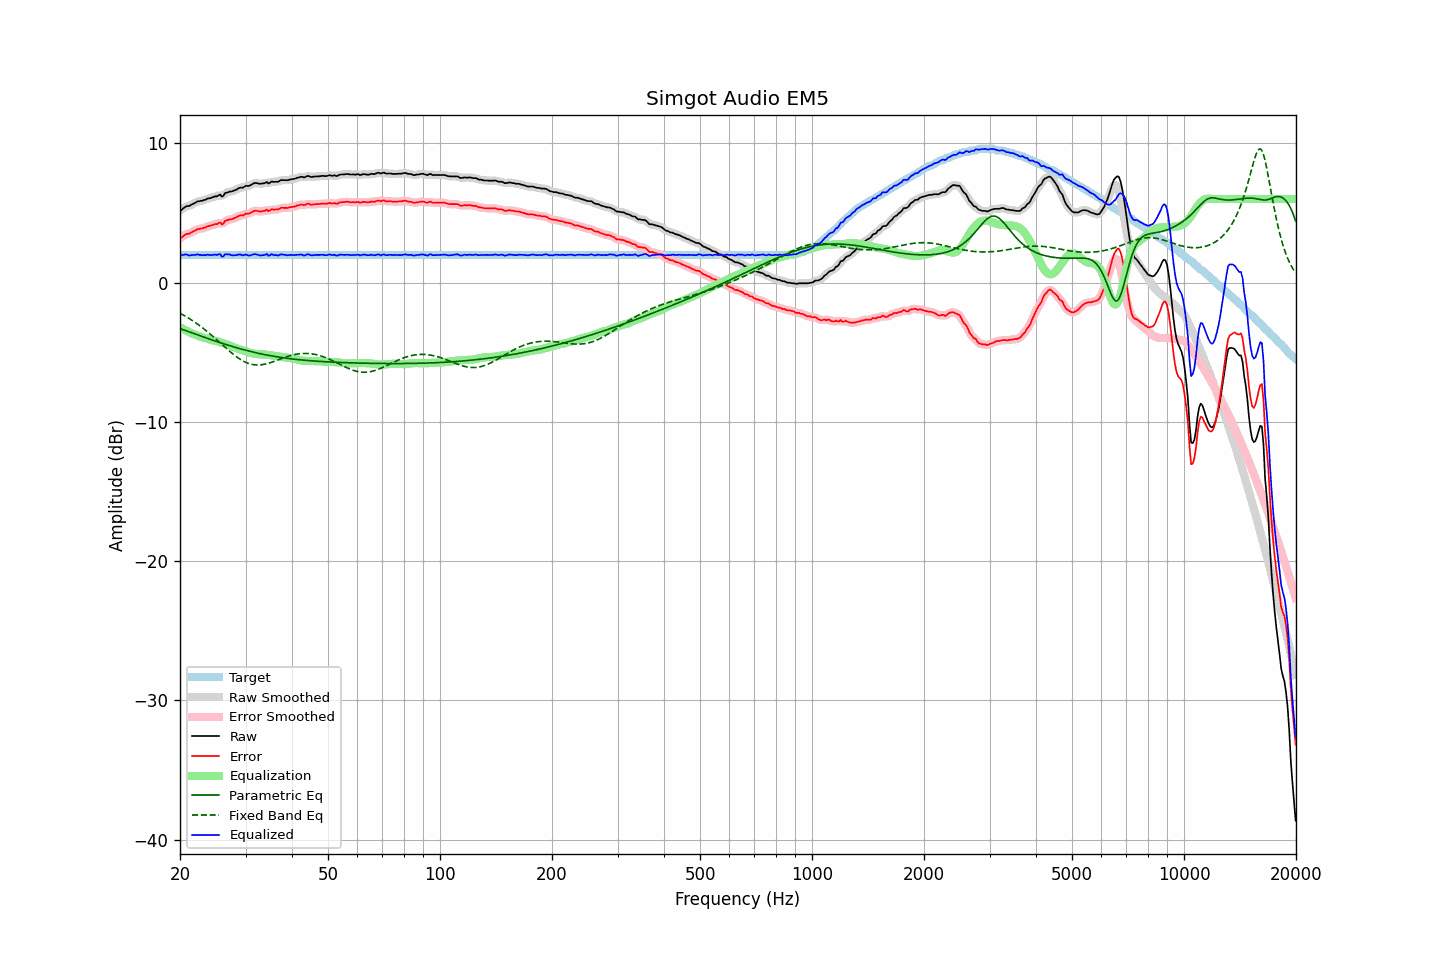 Simgot Audio EM5
10
0
−10
−20
−30
−40
Amplitude (dBr)
Target
Raw Smoothed
Error Smoothed
Raw
Error
Equalization
Parametric Eq
Fixed Band Eq
Equalized
20 50 100 200 500 1000 2000 5000 10000 20000
Frequency (Hz)